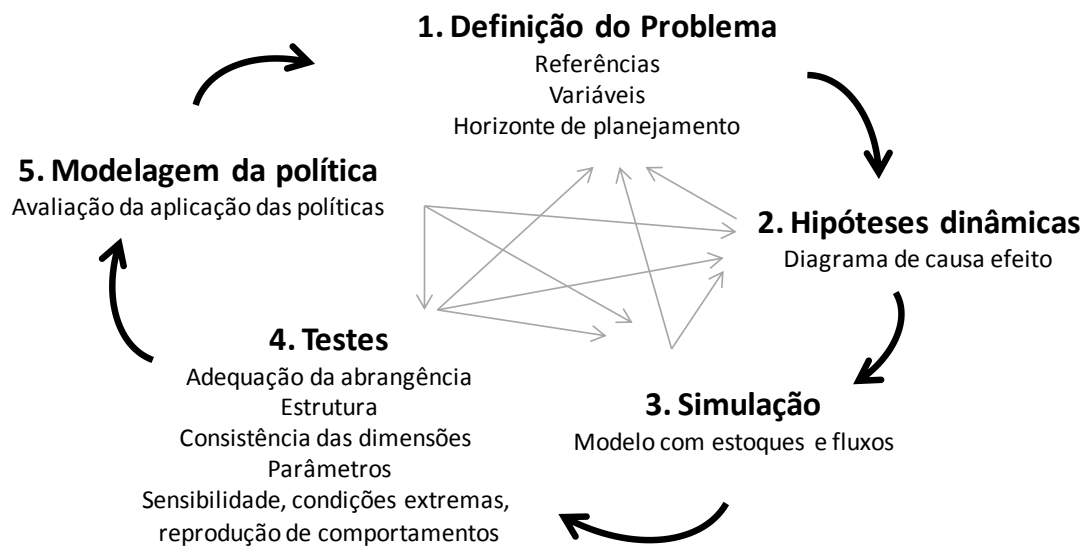 1. Definição do Problema
Referências
Variáveis
Horizonte de planejamento
2. Hipóteses dinâmicas
Diagrama de causa efeito
3. Simulação
Modelo com estoques e fluxos
4. Testes
Adequação da abrangência
Estrutura
Consistência das dimensões
Parâmetros
Sensibilidade, condições extremas,
reprodução de comportamentos
5. Modelagem da política
Avaliação da aplicação das políticas